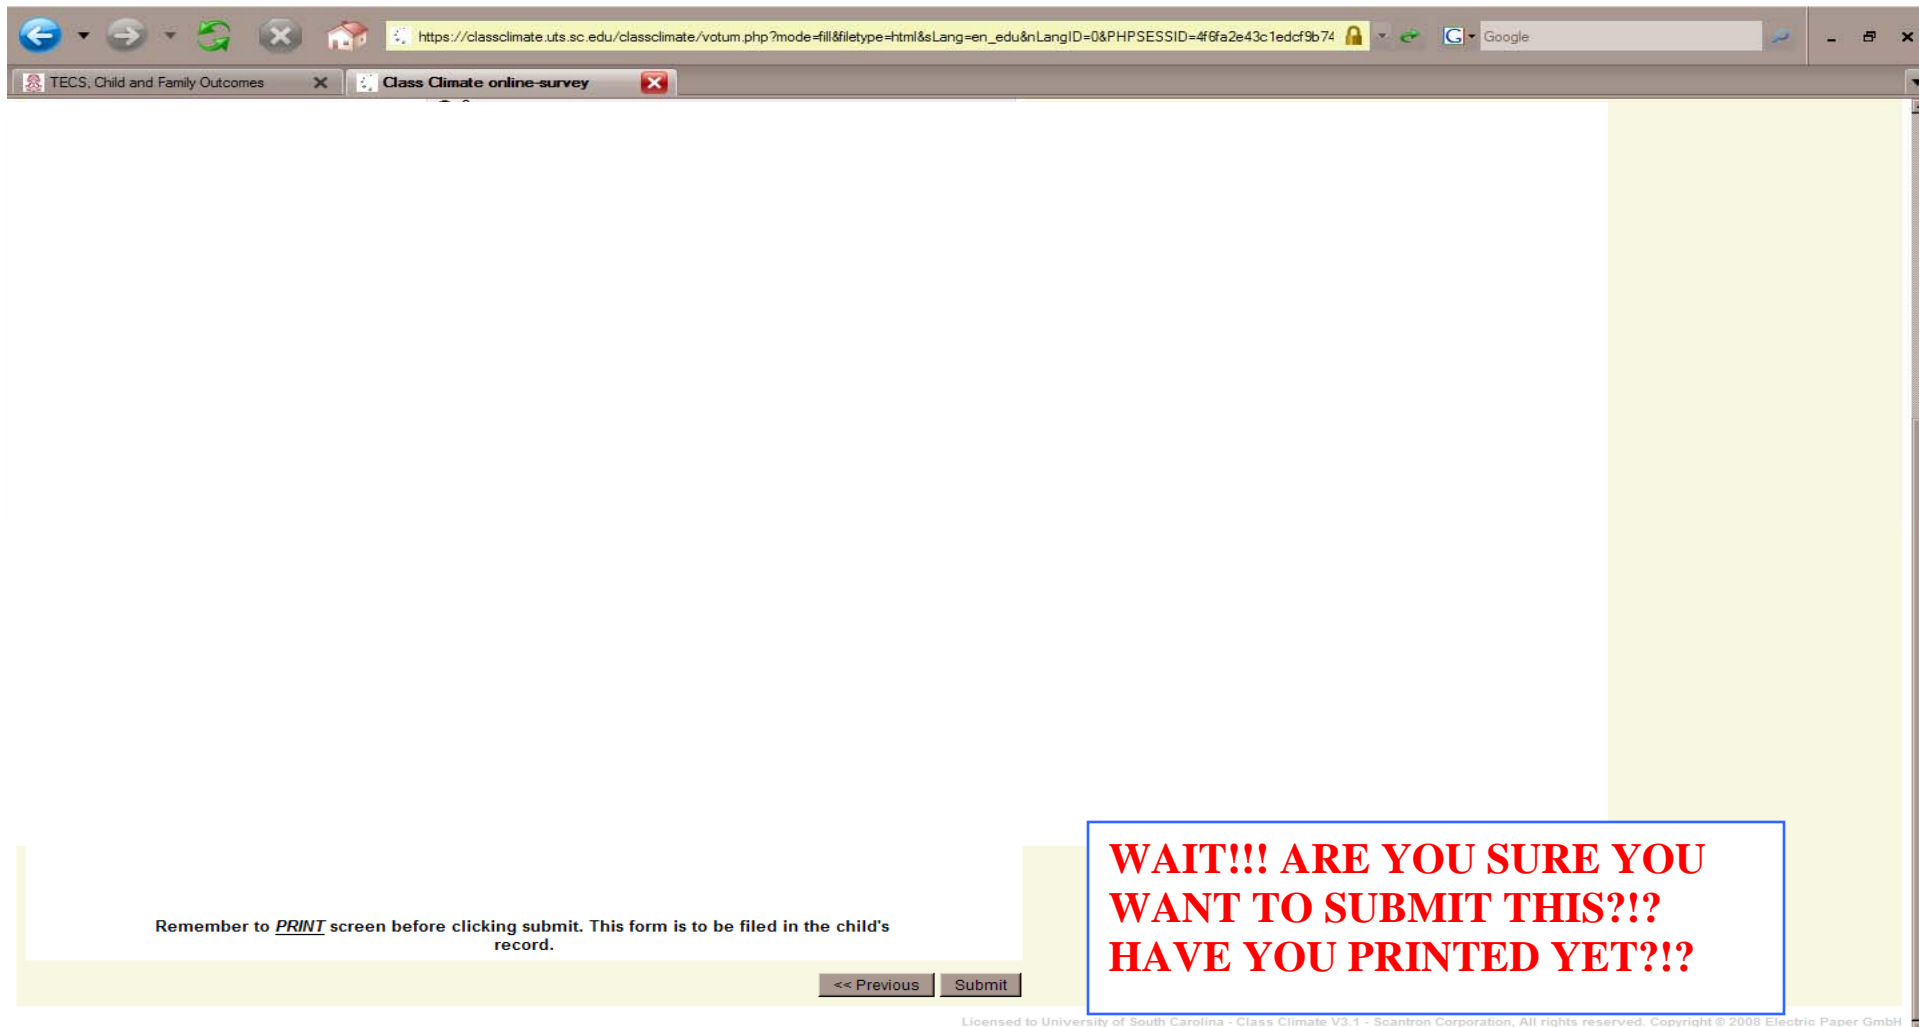 https://classclimate.uts.sc.edu/classclimate/votum.php?mode=fill&filetype=html&sLang=en_edu&nLangID=0&PHPSESSID=4f6fa2e43c1edcf9b74
G Google
TECS, Child and Family Outcomes
Class Climate online-survey
WAIT!!! ARE YOU SURE YOU
WANT TO SUBMIT THIS?!?
HAVE YOU PRINTED YET?!?
Remember to PRINT screen before clicking submit. This form is to be filed in the child's
record.
<< Previous Submit
Licensed to University of South Carolina - Class Climate V3.1 - Scantron Corporation, All rights reserved. Copyright © 2008 Electric Paper GmbH